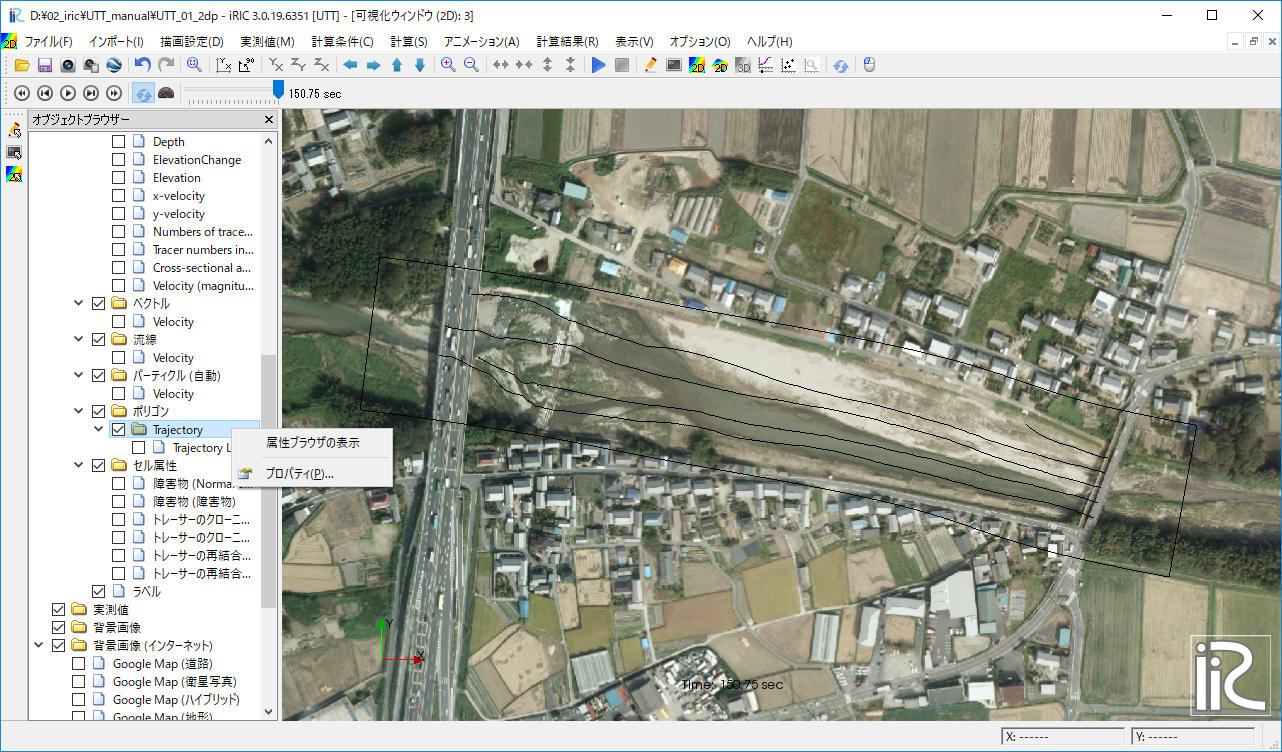 D:¥02_iric¥UTT_manual¥UTT_01_2dp - iRIC 3.0.19.6351 [UTT] - [可視化ウィンドウ (2D): 3]
ファイル(F) インポート(I) 描画設定(D) 実測値(M) 計算条件(C) 計算(S) アニメーション(A) 計算結果(R) 表示(V) オプション(O) ヘルプ(H)
150.75 sec
オブジェクトブラウザー
Depth
ElevationChange
Elevation
x-velocity
y-velocity
Numbers of trace...
Tracer numbers in...
Cross-sectional a...
Velocity (magnitu...
ベクトル
Velocity
流線
Velocity
パーティクル (自動)
Velocity
ポリゴン
Trajectory
Trajectory L
属性ブラウザの表示
セル属性
プロパティ(P)...
障害物 (Norma
障害物 (障害物)
トレーサーのクローニ...
トレーサーのクローニ...
トレーサーの再結合...
トレーサーの再結合...
ラベル
実測値
背景画像
背景画像 (インターネット)
Google Map (道路)
Google Map (衛星写真)
Google Map (ハイブリッド)
Google Map (地形)
Y
X
Time: 150.75 sec
iRIC
X: ------
Y: ------